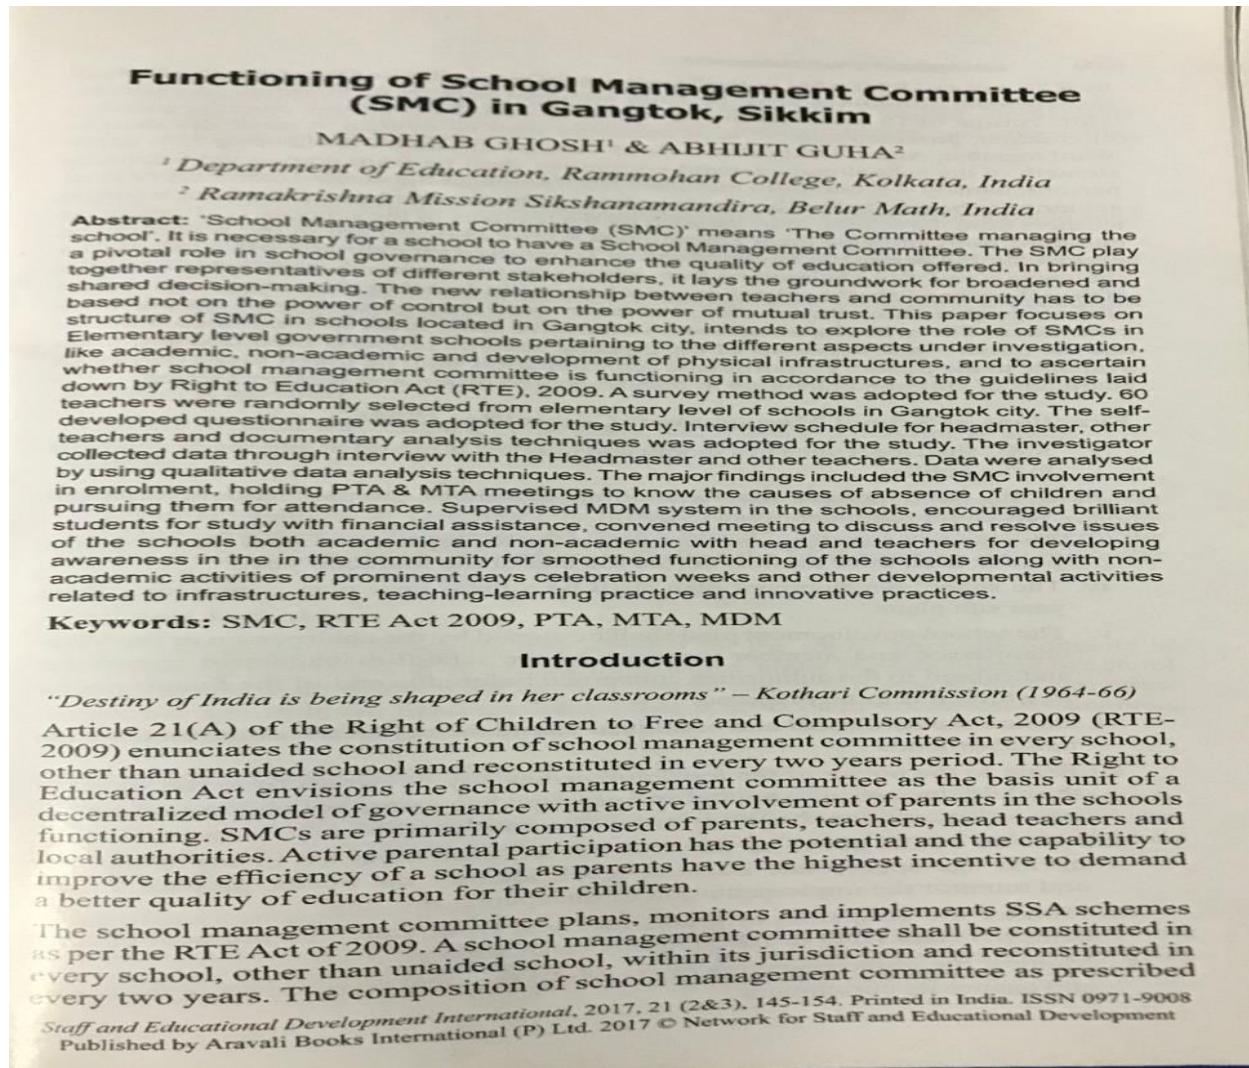 Functioning of School Management Committee
(SMC) in Gangtok, Sikkim
MADHAB GHOSH¹ & ABHIJIT GUHA²
¹ Department of Education, Rammohan College, Kolkata, India
² Ramakrishna Mission Sikshanamandira, Belur Math, India
Abstract: 'School Management Committee (SMC)' means 'The Committee managing the
school'. It is necessary for a school to have a School Management Committee. The SMC play
a pivotal role in school governance to enhance the quality of education offered. In bringing
together representatives of different stakeholders, it lays the groundwork for broadened and
shared decision-making. The new relationship between teachers and community has to be
based not on the power of control but on the power of mutual trust. This paper focuses on
structure of SMC in schools located in Gangtok city, intends to explore the role of SMCs in
Elementary level government schools pertaining to the different aspects under investigation,
like academic, non-academic and development of physical infrastructures, and to ascertain
whether school management committee is functioning in accordance to the guidelines laid
down by Right to Education Act (RTE), 2009. A survey method was adopted for the study. 60
teachers were randomly selected from elementary level of schools in Gangtok city. The self-
developed questionnaire was adopted for the study. Interview schedule for headmaster, other
teachers and documentary analysis techniques was adopted for the study. The investigator
collected data through interview with the Headmaster and other teachers. Data were analysed
by using qualitative data analysis techniques. The major findings included the SMC involvement
in enrolment, holding PTA & MTA meetings to know the causes of absence of children and
pursuing them for attendance. Supervised MDM system in the schools, encouraged brilliant
students for study with financial assistance, convened meeting to discuss and resolve issues
of the schools both academic and non-academic with head and teachers for developing
awareness in the in the community for smoothed functioning of the schools along with non-
academic activities of prominent days celebration weeks and other developmental activities
related to infrastructures, teaching-learning practice and innovative practices.
Keywords: SMC, RTE Act 2009, PTA, MTA, MDM
Introduction
"Destiny of India is being shaped in her classrooms" – Kothari Commission (1964-66)
Article 21(A) of the Right of Children to Free and Compulsory Act, 2009 (RTE-
2009) enunciates the constitution of school management committee in every school,
other than unaided school and reconstituted in every two years period. The Right to
Education Act envisions the school management committee as the basis unit of a
decentralized model of governance with active involvement of parents in the schools
functioning. SMCs are primarily composed of parents, teachers, head teachers and
local authorities. Active parental participation has the potential and the capability to
improve the efficiency of a school as parents have the highest incentive to demand
a better quality of education for their children.
The school management committee plans, monitors and implements SSA schemes
as per the RTE Act of 2009. A school management committee shall be constituted in
every school, other than unaided school, within its jurisdiction and reconstituted in
every two years. The composition of school management committee as prescribed
Staff and Educational Development International, 2017, 21 (2&3), 145-154. Printed in India. ISSN 0971-9008
Published by Aravali Books International (P) Ltd. 2017 © Network for Staff and Educational Development